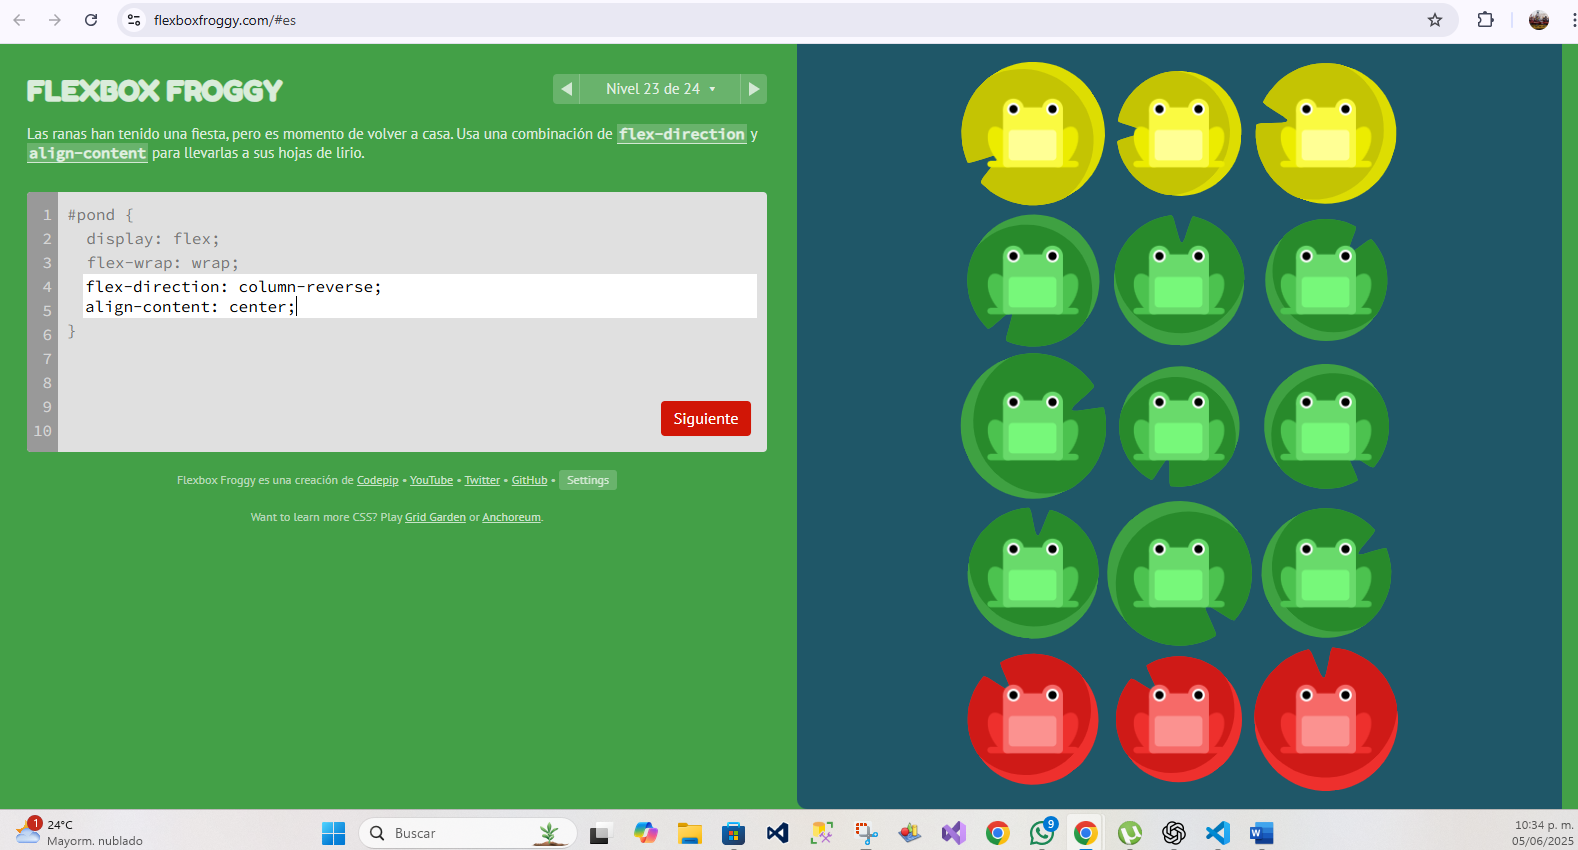 flexboxfroggy.com/#es
FLEXBOX FROGGY
Nivel 23 de 24
Las ranas han tenido una fiesta, pero es momento de volver a casa. Usa una combinación de flex-direction y
align-content para llevarlas a sus hojas de lirio.
1 #pond {
2 display: flex;
3 flex-wrap: wrap;
4 flex-direction: column-reverse;
5 align-content: center;
6 }
7
8
9
10
Siguiente
Flexbox Froggy es una creación de Codepip • YouTube • Twitter • GitHub • Settings
Want to learn more CSS? Play Grid Garden or Anchoreum.
1
24°C
Mayorm. nublado
Buscar
9
W
10:34 p. m.
05/06/2025